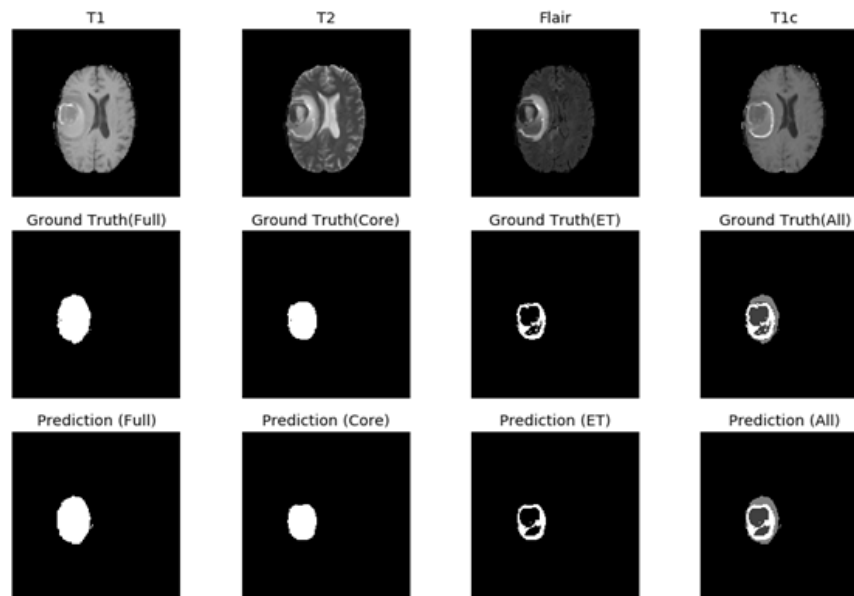 T1
T2
Flair
T1c
Ground Truth(Full)
Ground Truth(Core)
Ground Truth(ET)
Ground Truth(All)
Prediction (Full)
Prediction (Core)
Prediction (ET)
Prediction (All)